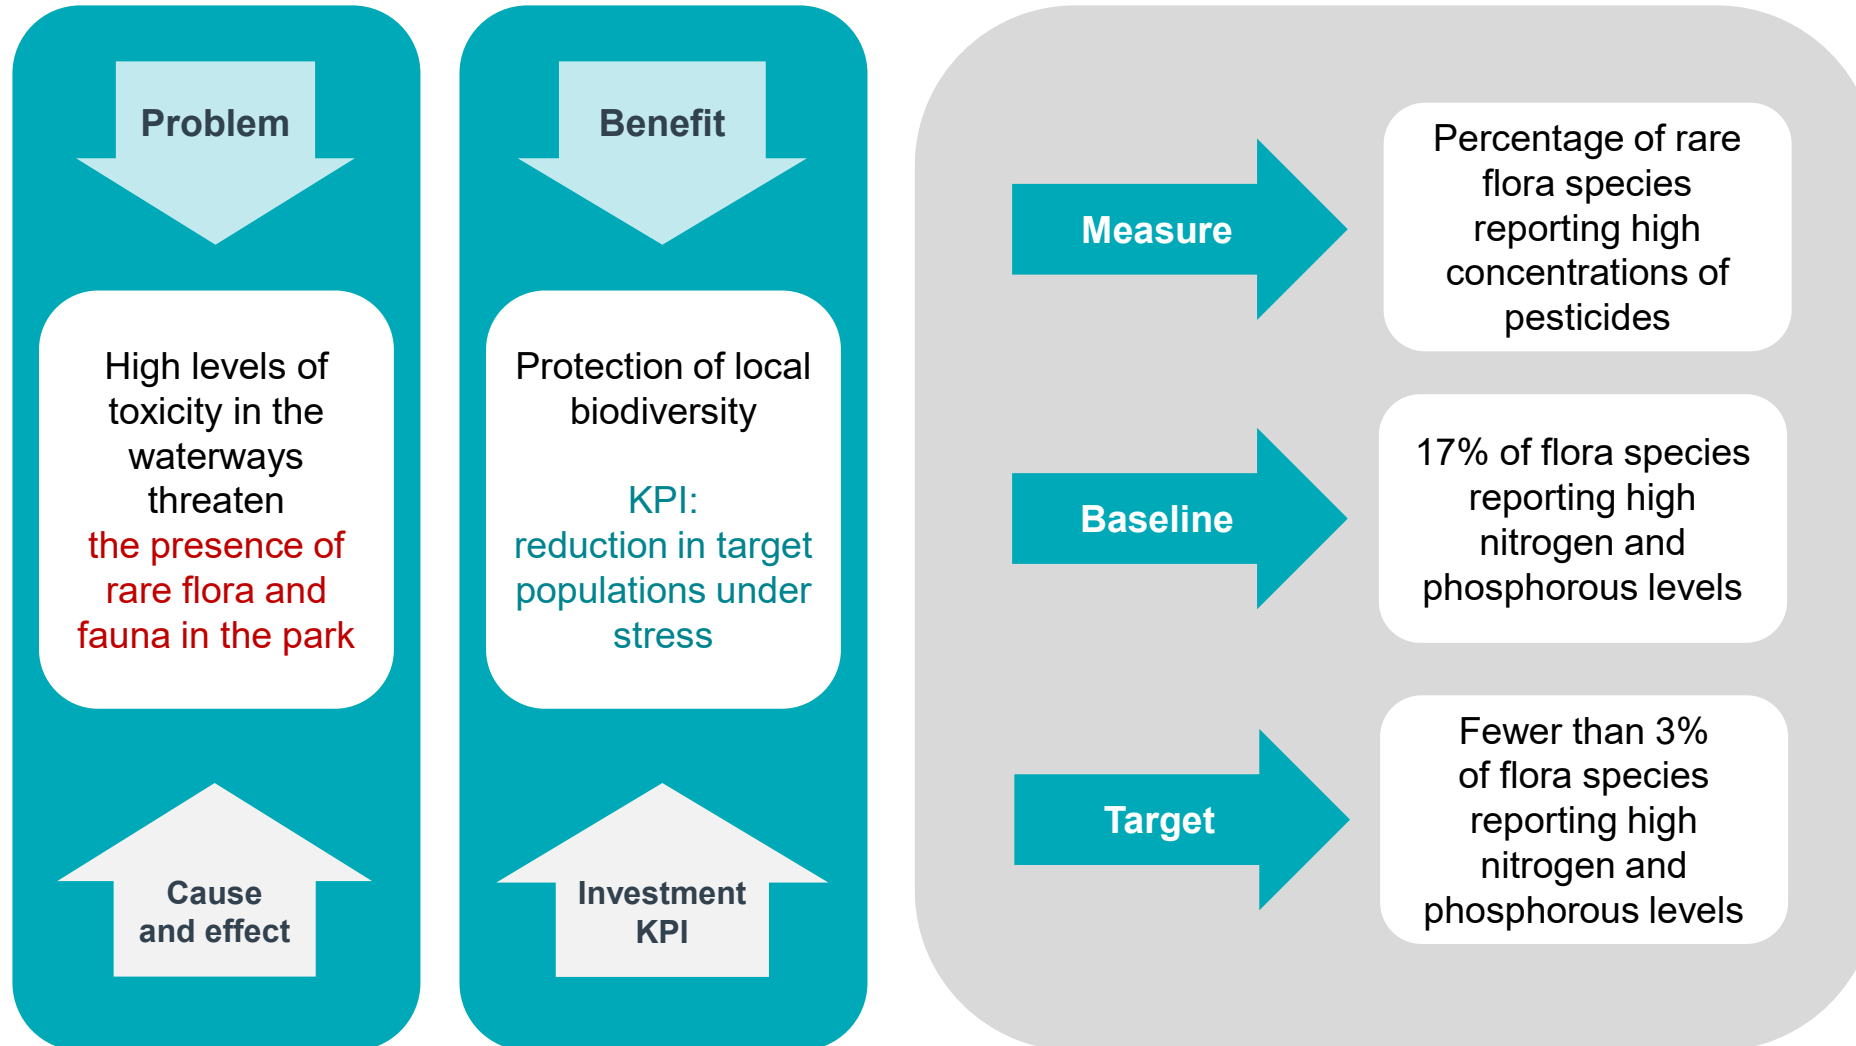 Problem
High levels of
toxicity in the
waterways
threaten
the presence of
rare flora and
fauna in the park
Cause
and effect
Benefit
Protection of local
biodiversity
KPI:
reduction in target
populations under
stress
Investment
KPI
Measure
Percentage of rare
flora species
reporting high
concentrations of
pesticides
Baseline
17% of flora species
reporting high
nitrogen and
phosphorous levels
Target
Fewer than 3%
of flora species
reporting high
nitrogen and
phosphorous levels